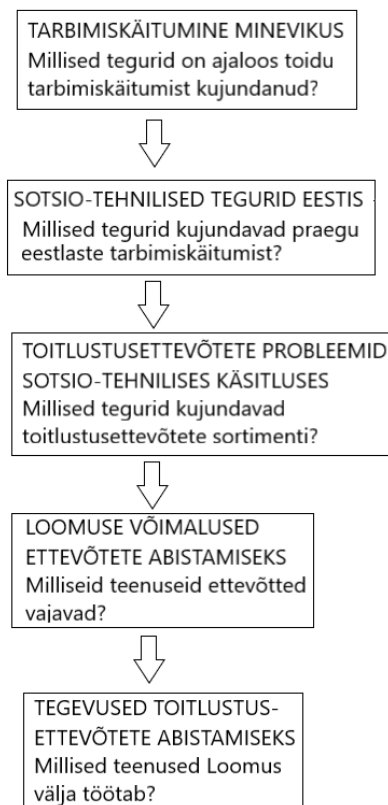 TARBIMISKÄITUMINE MINEVIKUS
Millised tegurid on ajaloos toidu
tarbimiskäitumist kujundanud?
SOTSIO-TEHNILISED TEGURID EESTIS
Millised tegurid kujundavad praegu
eestlaste tarbimiskäitumist?
TOITLUSTUSETTEVÕTETE PROBLEEMID
SOTSIO-TEHNILISES KÄSITLUSES
Millised tegurid kujundavad
toitlustusettevõtete sortimenti?
LOOMUSE VÕIMALUSED
ETTEVÕTETE ABISTAMISEKS
Milliseid teenuseid ettevõtted
vajavad?
TEGEVUSED TOITLUSTUS-
ETTEVÕTETE ABISTAMISEKS
Millised teenused Loomus
välja töötab?